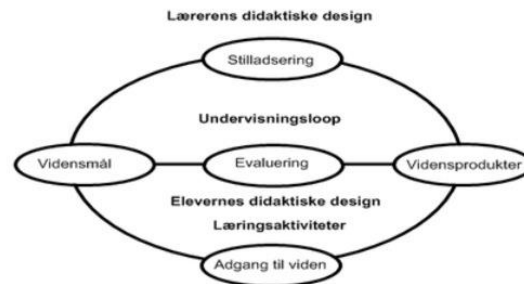 Lærerens didaktiske design
Stilladsering
Undervisningsloop
Vidensmål
Evaluering
Vidensprodukter
Elevernes didaktiske design
Læringsaktiviteter
Adgang til viden